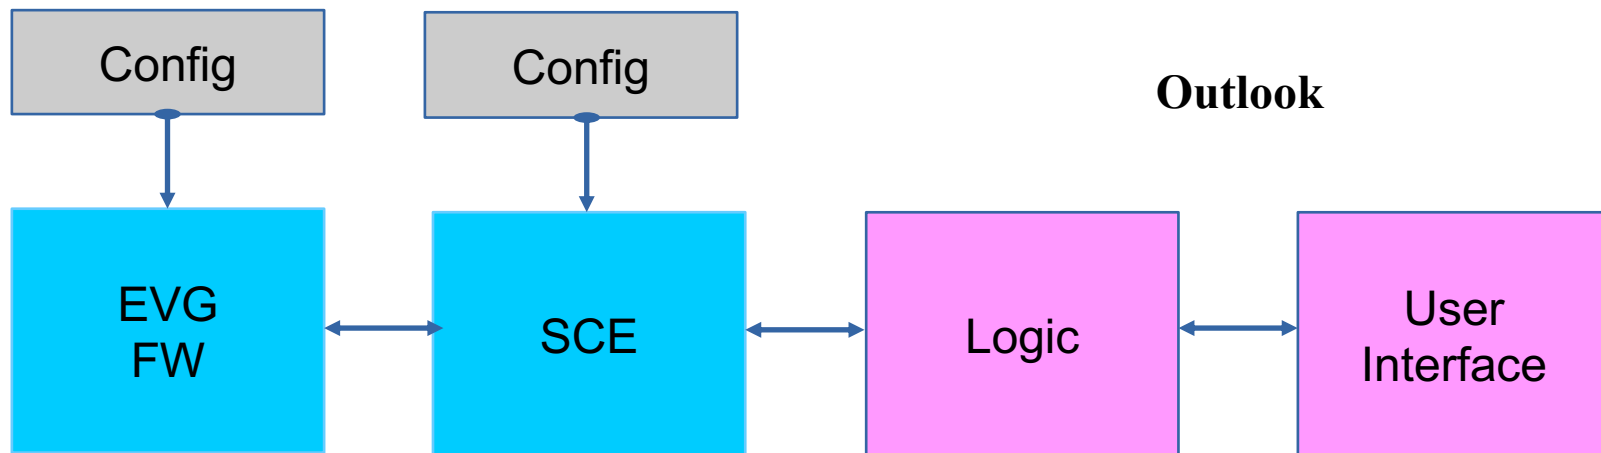 Config
Config
Outlook
EVG
FW
SCE
Logic
User
Interface